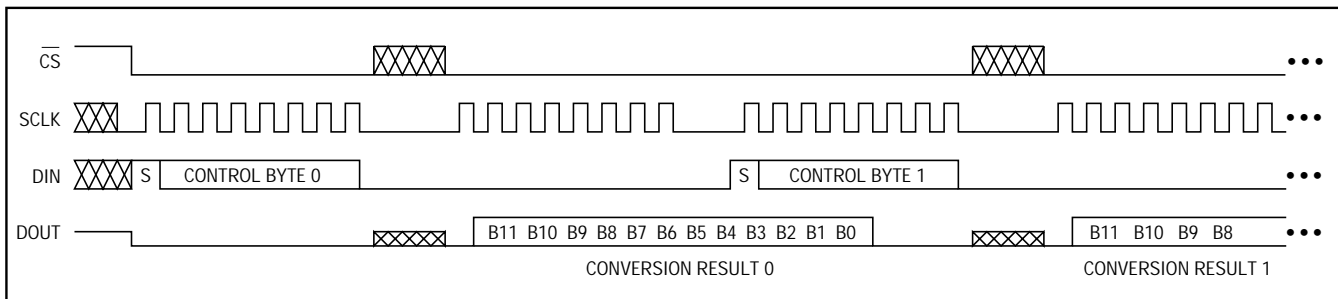 CS
SCLK
DIN S CONTROL BYTE 0 S CONTROL BYTE 1
DOUT B11 B10 B9 B8 B7 B6 B5 B4 B3 B2 B1 B0 B11 B10 B9 B8
CONVERSION RESULT 0 CONVERSION RESULT 1